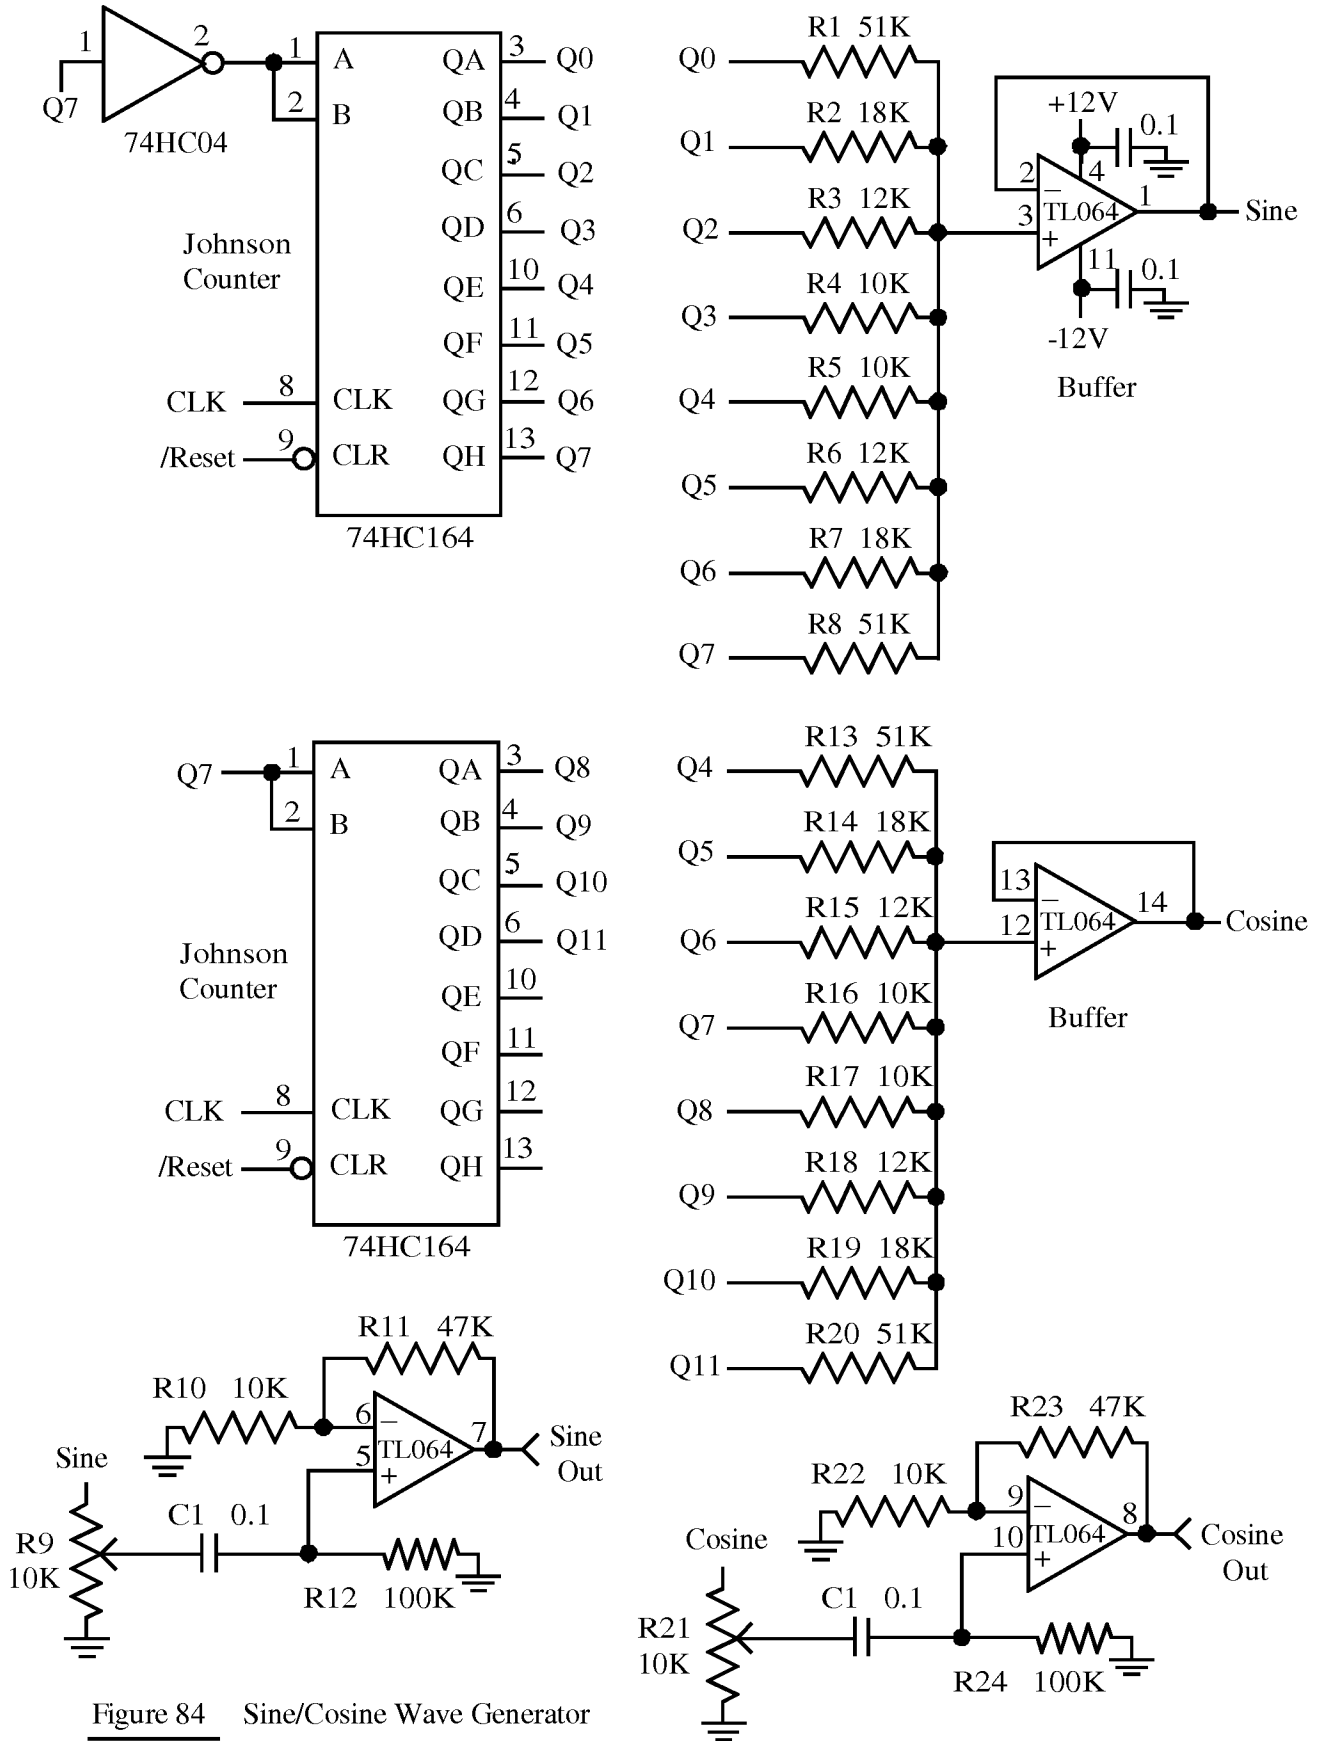 1
2
Q7
74HC04
1 A QA 3 Q0
2 B QB 4 Q1
QC 5 Q2
QD 6 Q3
Johnson
Counter
QE 10 Q4
QF 11 Q5
CLK 8 CLK QG 12 Q6
/Reset 9 CLR QH 13 Q7
74HC164
Q0 R1 51K
Q1 R2 18K
Q2 R3 12K
Q3 R4 10K
Q4 R5 10K
Q5 R6 12K
Q6 R7 18K
Q7 R8 51K
+12V
0.1
4
2 −
TL064 1 Sine
3 +
11 0.1
-12V
Buffer
Q7 1 A QA 3 Q8
2 B QB 4 Q9
QC 5 Q10
QD 6 Q11
Johnson
Counter
QE 10
QF 11
CLK 8 CLK QG 12
/Reset 9 CLR QH 13
74HC164
Q4 R13 51K
Q5 R14 18K
Q6 R15 12K
Q7 R16 10K
Q8 R17 10K
Q9 R18 12K
Q10 R19 18K
Q11 R20 51K
13 −
TL064 14 Cosine
12 +
Buffer
R11 47K
R10 10K
6 −
TL064 7 Sine
Out
5 +
Sine
C1 0.1
R9
10K
R12 100K
R23 47K
R22 10K
9 −
TL064 8 Cosine
Out
10 +
Cosine
C1 0.1
R21
10K
R24 100K
Figure 84 Sine/Cosine Wave Generator